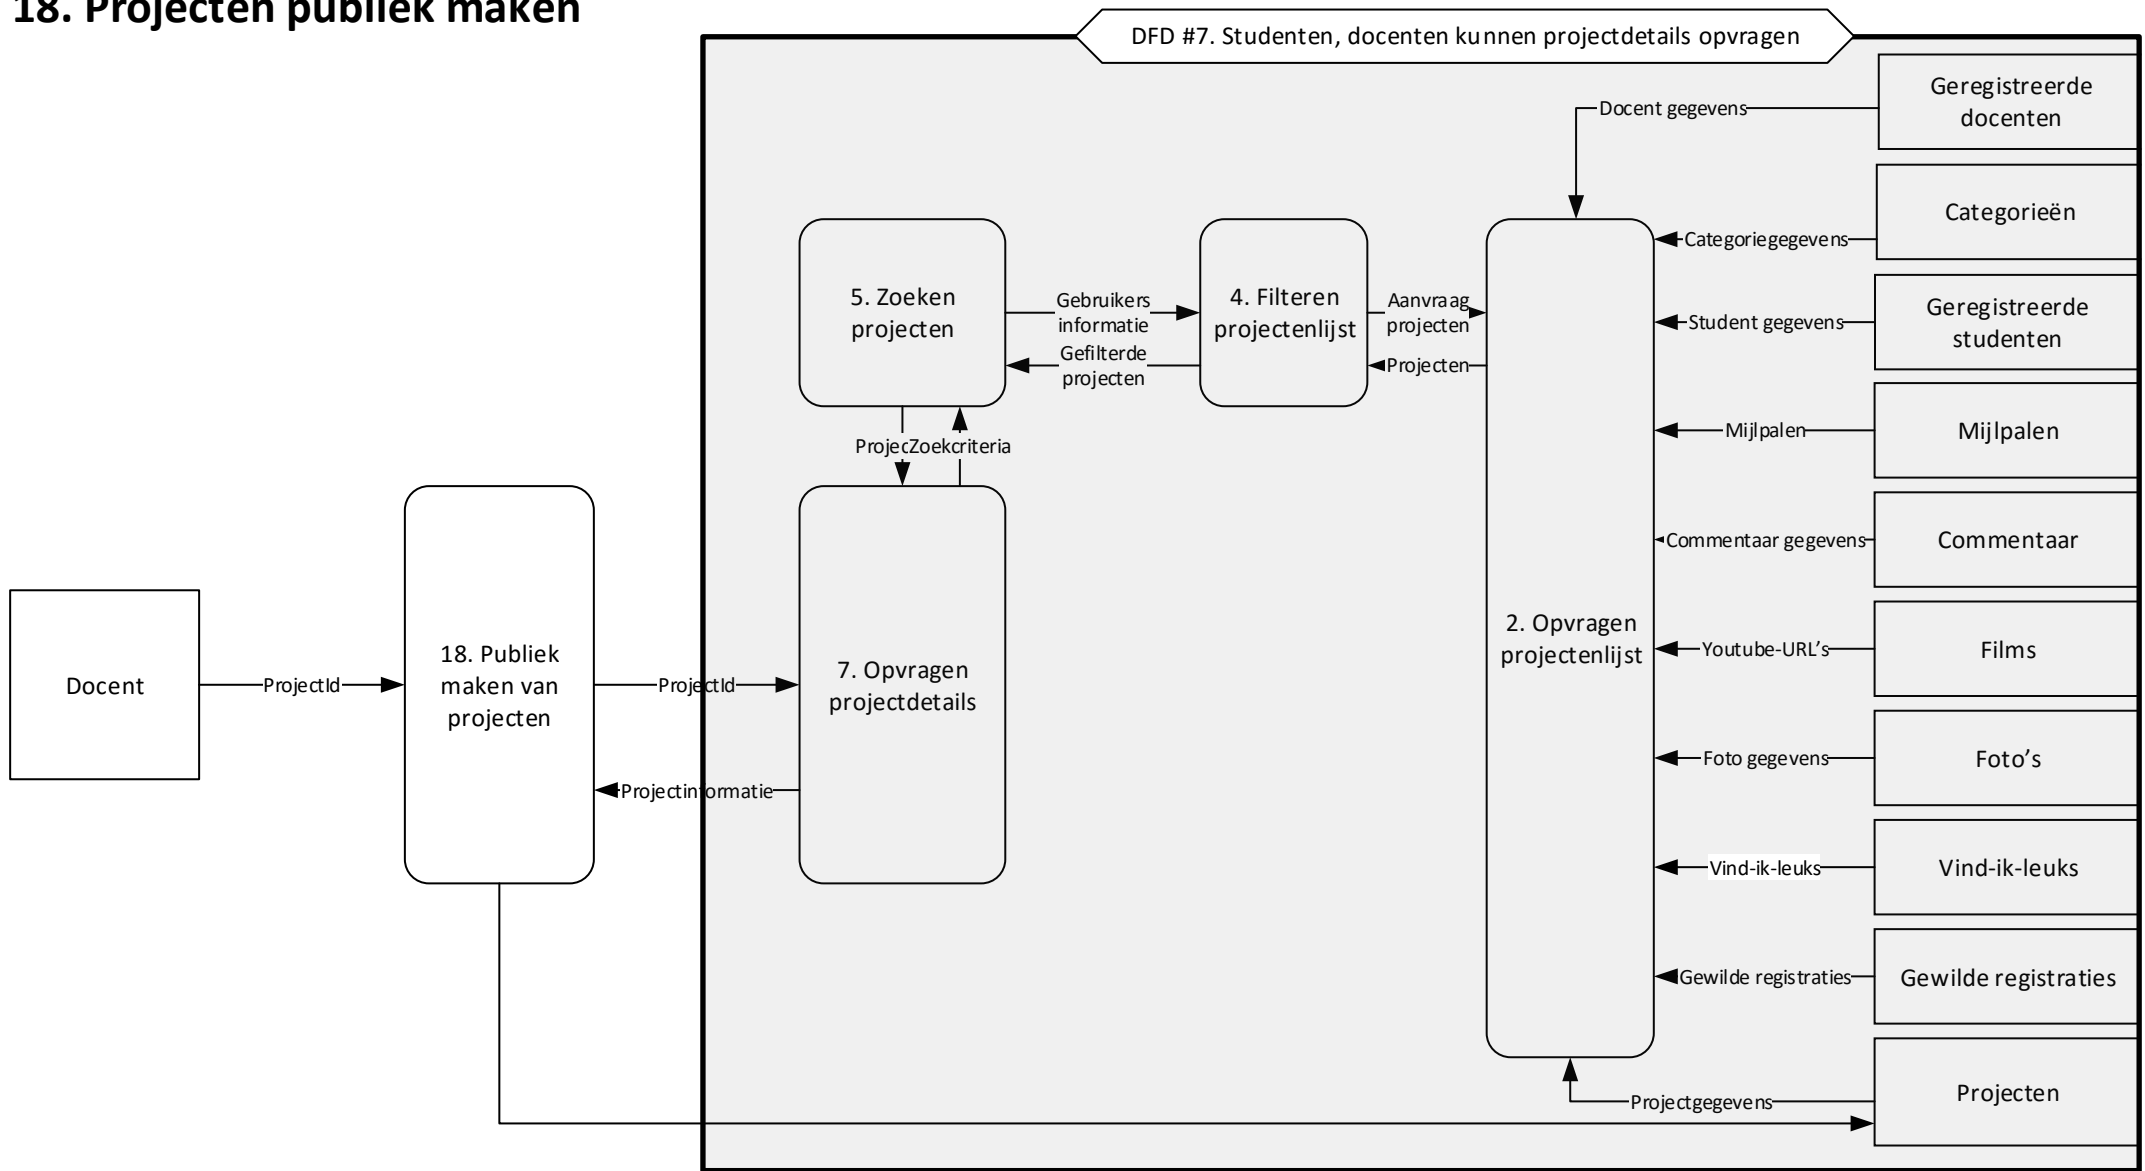 18. Projecten publiek maken
DFD #7. Studenten, docenten kunnen projectdetails opvragen
Geregistreerde
docenten
Docent gegevens
Categorieën
Categoriegegevens
5. Zoeken
projecten
Gebruikers
informatie
Gefilterde
projecten
4. Filteren
projectenlijst
Aanvraag
projecten
Projecten
Student gegevens
Geregistreerde
studenten
Zoekcriteria
Mijlpalen
Mijlpalen
Commentaar gegevens
Commentaar
Docent
ProjectId
18. Publiek
maken van
projecten
ProjectId
7. Opvragen
projectdetails
2. Opvragen
projectenlijst
Youtube-URL’s
Films
Projectinformatie
Foto gegevens
Foto’s
Vind-ik-leuks
Vind-ik-leuks
Gewilde registraties
Gewilde registraties
Projectgegevens
Projecten